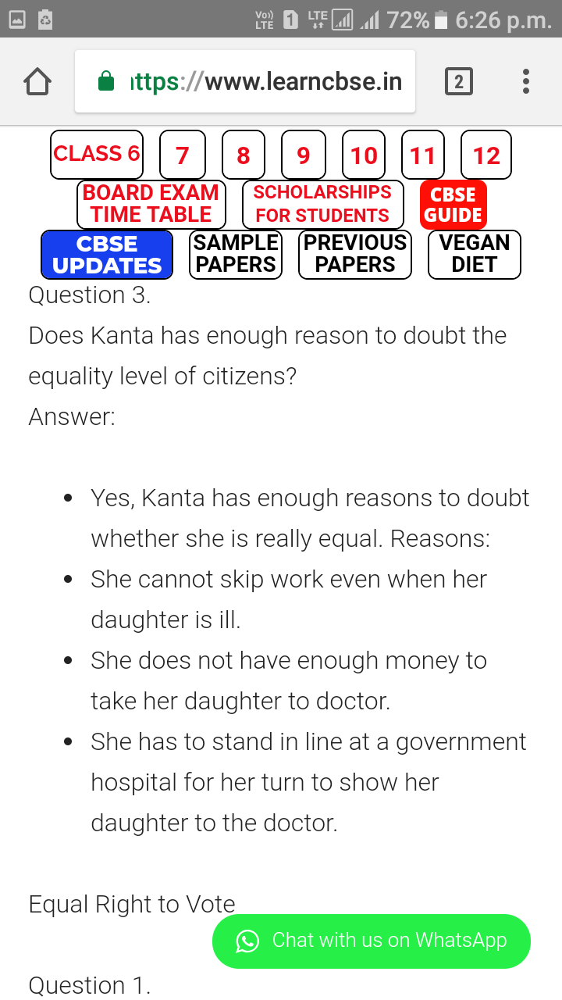 Vo)) LTE 1 LTE 72% 6:26 p.m.
ttps://www.learncbse.in 2
CLASS 6 7 8 9 10 11 12
BOARD EXAM TIME TABLE
SCHOLARSHIPS FOR STUDENTS
CBSE GUIDE
CBSE UPDATES
SAMPLE PAPERS
PREVIOUS PAPERS
VEGAN DIET
Question 3.
Does Kanta has enough reason to doubt the
equality level of citizens?
Answer:
• Yes, Kanta has enough reasons to doubt
whether she is really equal. Reasons:
• She cannot skip work even when her
daughter is ill.
• She does not have enough money to
take her daughter to doctor.
• She has to stand in line at a government
hospital for her turn to show her
daughter to the doctor.
Equal Right to Vote
Chat with us on WhatsApp
Question 1.